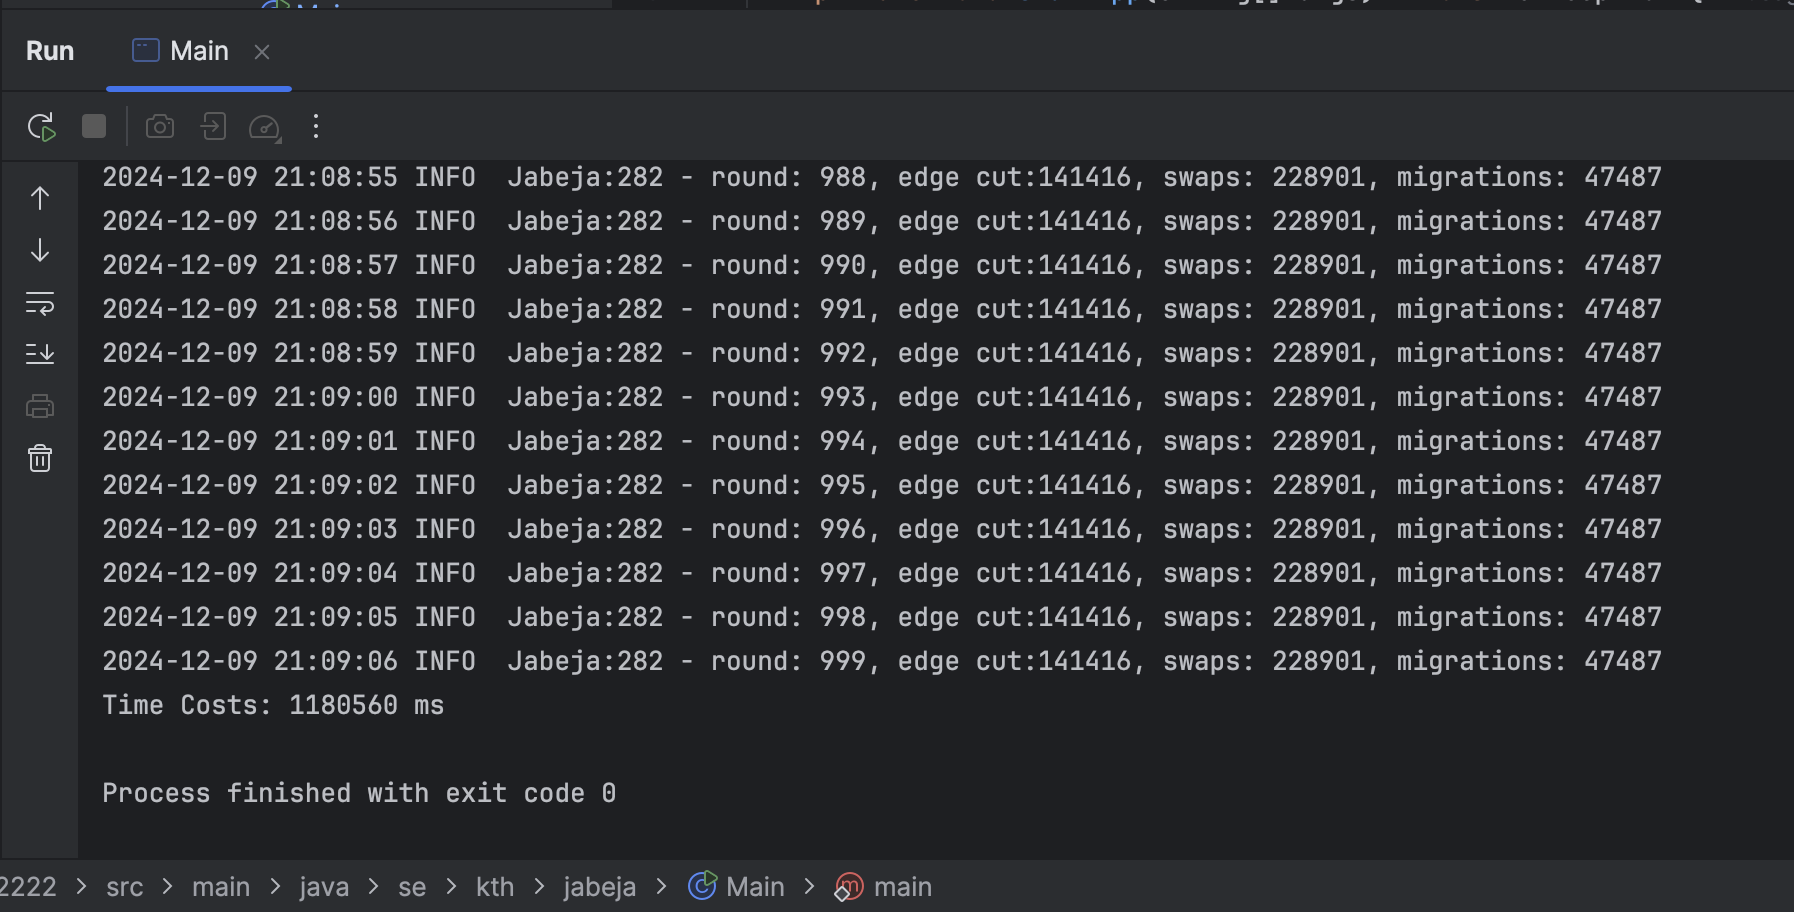 Run Main
2024-12-09 21:08:55 INFO  Jabeja:282 - round: 988, edge cut:141416, swaps: 228901, migrations: 47487
2024-12-09 21:08:56 INFO  Jabeja:282 - round: 989, edge cut:141416, swaps: 228901, migrations: 47487
2024-12-09 21:08:57 INFO  Jabeja:282 - round: 990, edge cut:141416, swaps: 228901, migrations: 47487
2024-12-09 21:08:58 INFO  Jabeja:282 - round: 991, edge cut:141416, swaps: 228901, migrations: 47487
2024-12-09 21:08:59 INFO  Jabeja:282 - round: 992, edge cut:141416, swaps: 228901, migrations: 47487
2024-12-09 21:09:00 INFO  Jabeja:282 - round: 993, edge cut:141416, swaps: 228901, migrations: 47487
2024-12-09 21:09:01 INFO  Jabeja:282 - round: 994, edge cut:141416, swaps: 228901, migrations: 47487
2024-12-09 21:09:02 INFO  Jabeja:282 - round: 995, edge cut:141416, swaps: 228901, migrations: 47487
2024-12-09 21:09:03 INFO  Jabeja:282 - round: 996, edge cut:141416, swaps: 228901, migrations: 47487
2024-12-09 21:09:04 INFO  Jabeja:282 - round: 997, edge cut:141416, swaps: 228901, migrations: 47487
2024-12-09 21:09:05 INFO  Jabeja:282 - round: 998, edge cut:141416, swaps: 228901, migrations: 47487
2024-12-09 21:09:06 INFO  Jabeja:282 - round: 999, edge cut:141416, swaps: 228901, migrations: 47487
Time Costs: 1180560 ms
Process finished with exit code 0
2222 > src > main > java > se > kth > jabeja > Main > main